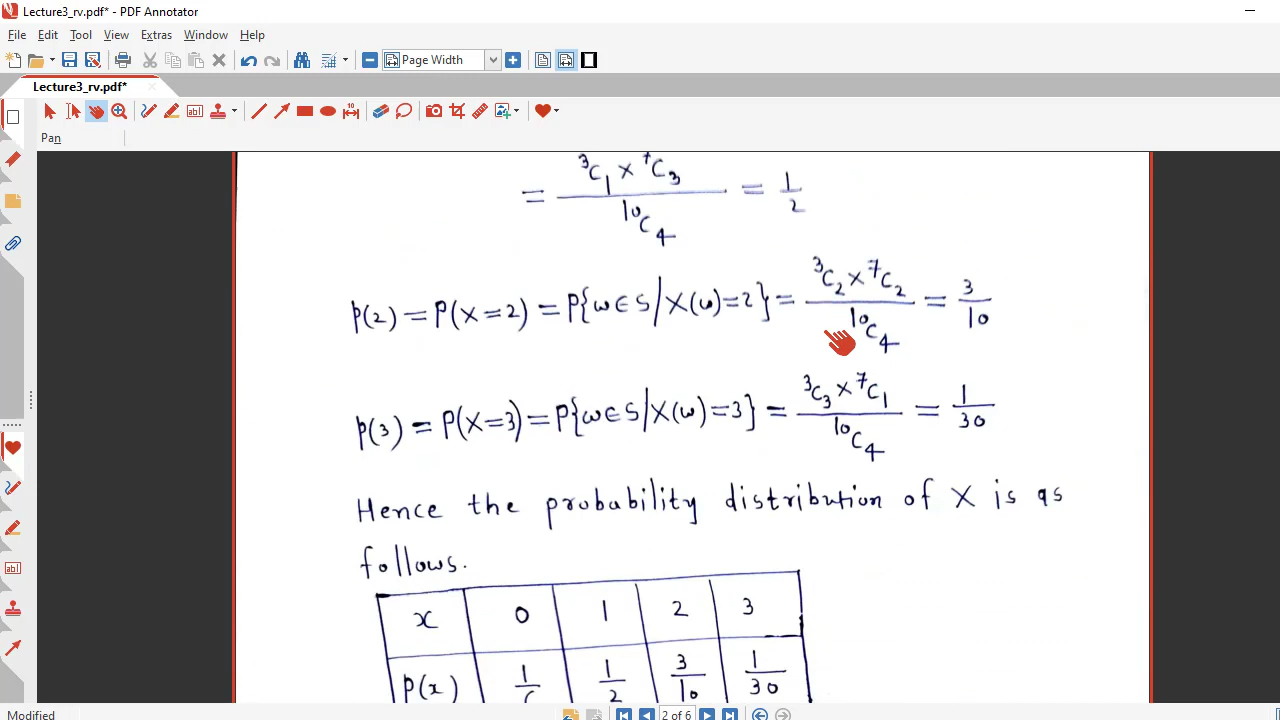 Lecture3_rv.pdf* - PDF Annotator
File Edit Tool View Extras Window Help
Page Width
Lecture3_rv.pdf*
Pan
= ³C₁ × ⁷C₃ / ¹⁰C₄ = 1/2
P(2) = P(X=2) = P{ω∈S/X(ω)=2} = ³C₂ × ⁷C₂ / ¹⁰C₄ = 3/10
P(3) = P(X=3) = P{ω∈S/X(ω)=3} = ³C₃ × ⁷C₁ / ¹⁰C₄ = 1/30
Hence the probability distribution of X is as
follows.
x 0 1 2 3
P(x) 1/ 1/2 3/10 1/30
Modified 2 of 6